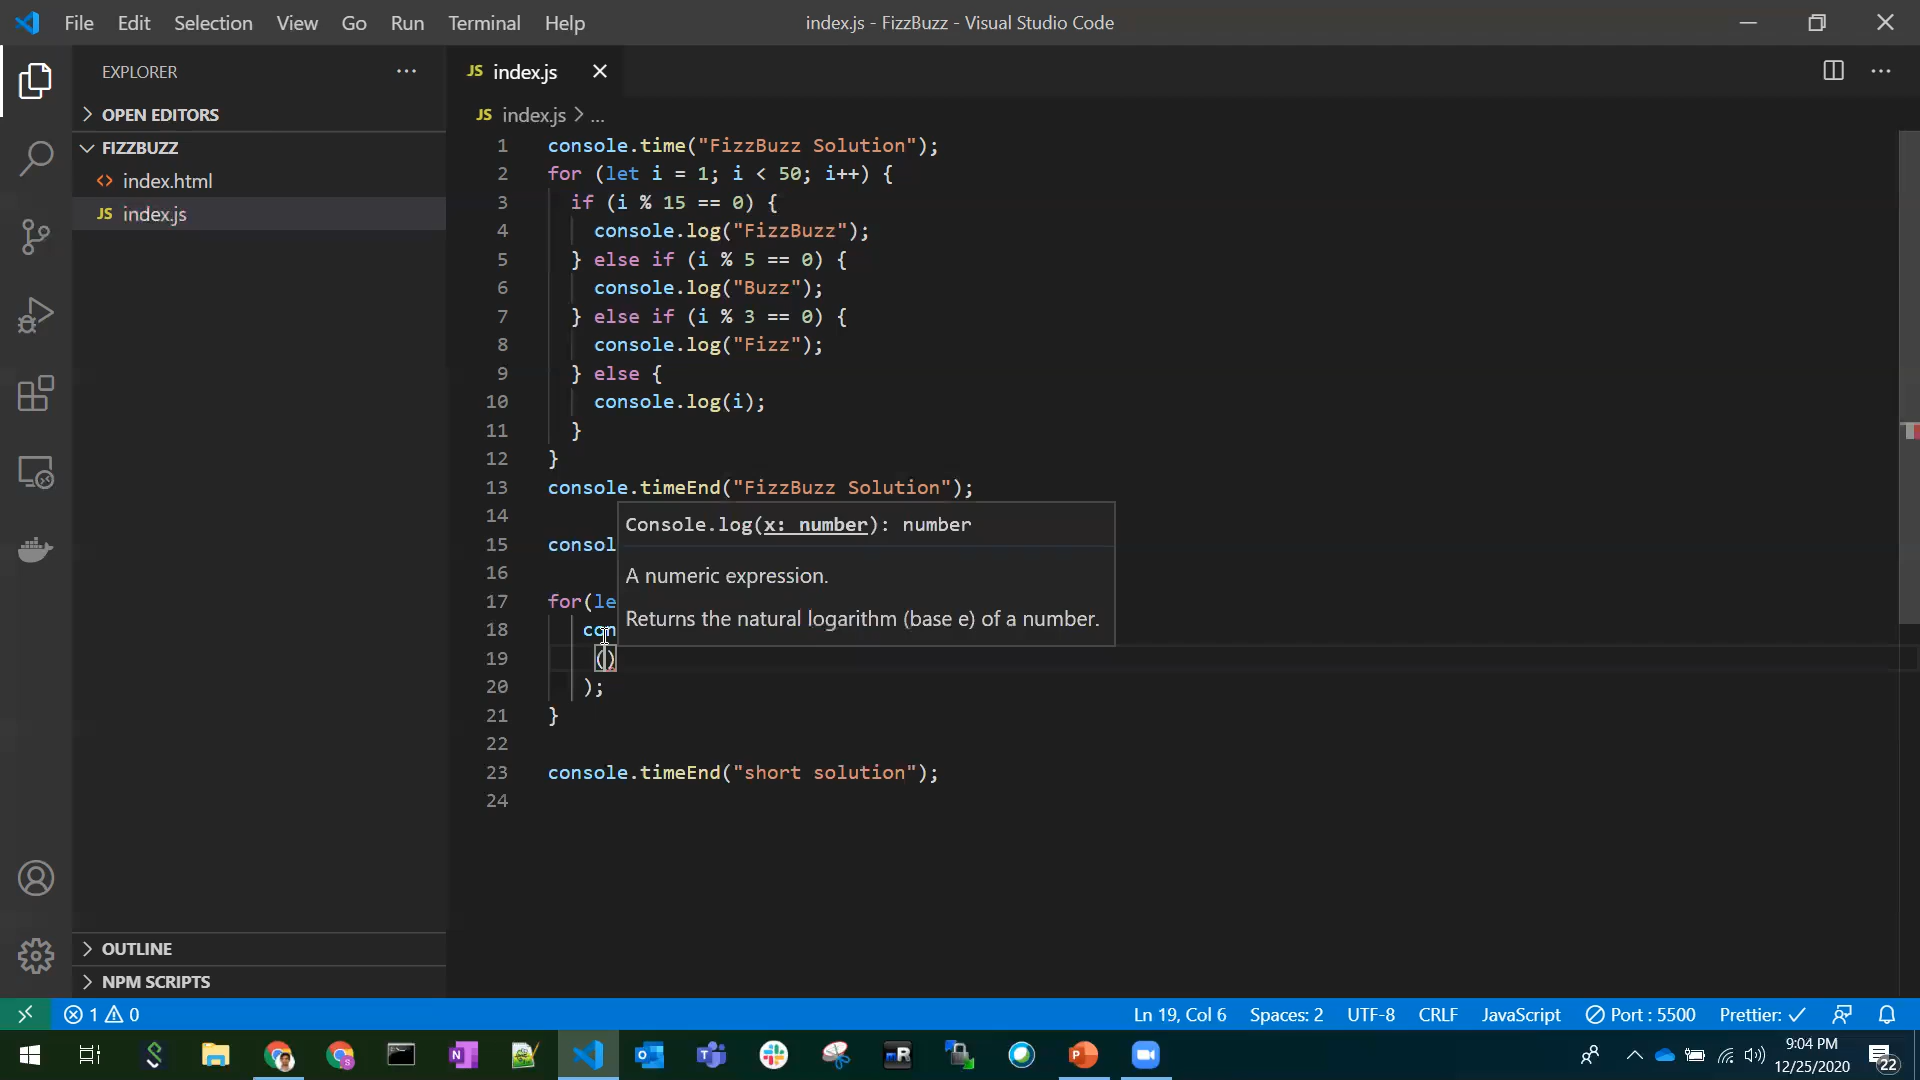 File Edit Selection View Go Run Terminal Help
index.js - FizzBuzz - Visual Studio Code
EXPLORER
OPEN EDITORS
FIZZBUZZ
<> index.html
JS index.js
OUTLINE
NPM SCRIPTS
JS index.js
JS index.js > ...
1 console.time("FizzBuzz Solution");
2 for (let i = 1; i < 50; i++) {
3 if (i % 15 == 0) {
4 console.log("FizzBuzz");
5 } else if (i % 5 == 0) {
6 console.log("Buzz");
7 } else if (i % 3 == 0) {
8 console.log("Fizz");
9 } else {
10 console.log(i);
11 }
12 }
13 console.timeEnd("FizzBuzz Solution");
14
15 consol
16
17 for(le
18 con
19 ()
20 );
21 }
22
23 console.timeEnd("short solution");
24
Console.log(x: number): number
A numeric expression.
Returns the natural logarithm (base e) of a number.
1 0
Ln 19, Col 6 Spaces: 2 UTF-8 CRLF JavaScript Port : 5500 Prettier: ✓
9:04 PM
12/25/2020
22